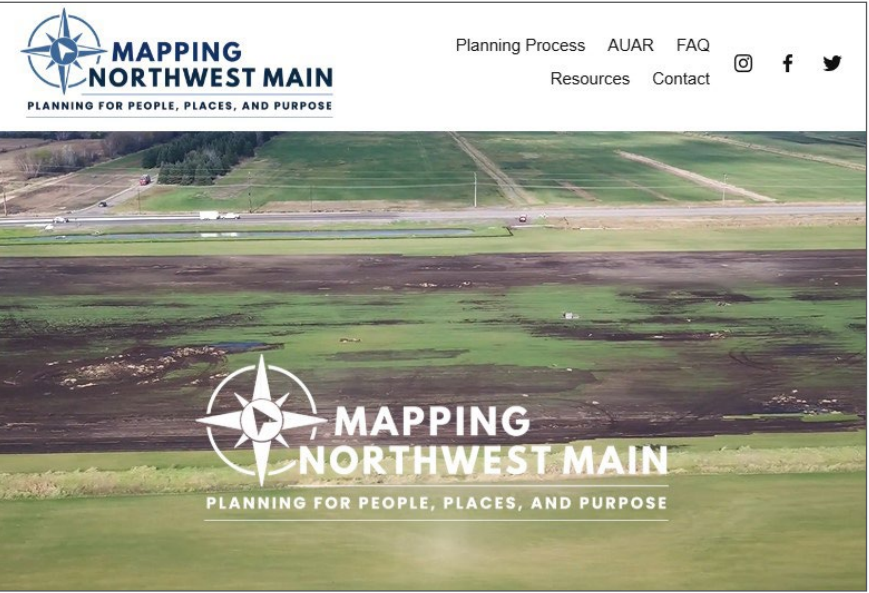 MAPPING
NORTHWEST MAIN
PLANNING FOR PEOPLE, PLACES, AND PURPOSE
Planning Process AUAR FAQ
Resources Contact
MAPPING
NORTHWEST MAIN
PLANNING FOR PEOPLE, PLACES, AND PURPOSE